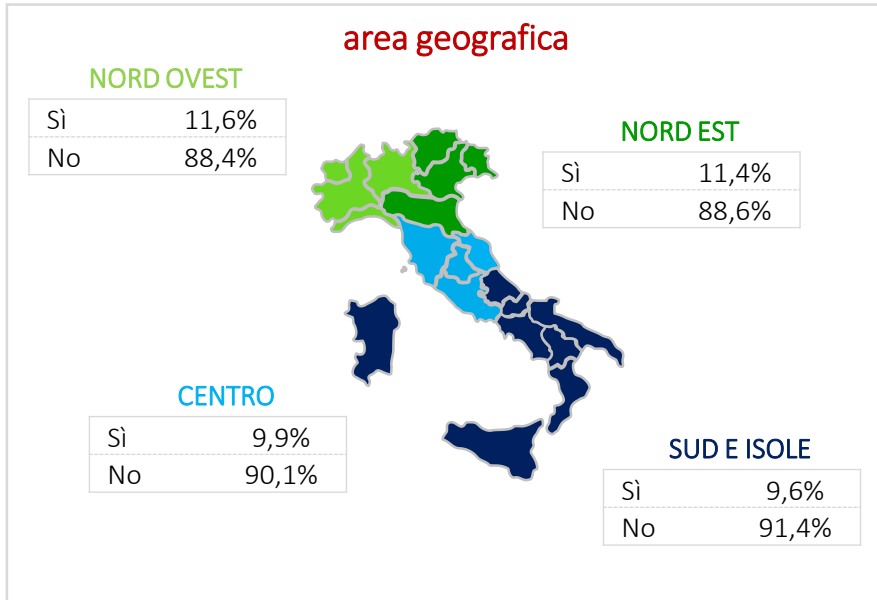 area geografica
NORD OVEST
Sì 11,6%
No 88,4%
NORD EST
Sì 11,4%
No 88,6%
CENTRO
Sì 9,9%
No 90,1%
SUD E ISOLE
Sì 9,6%
No 91,4%